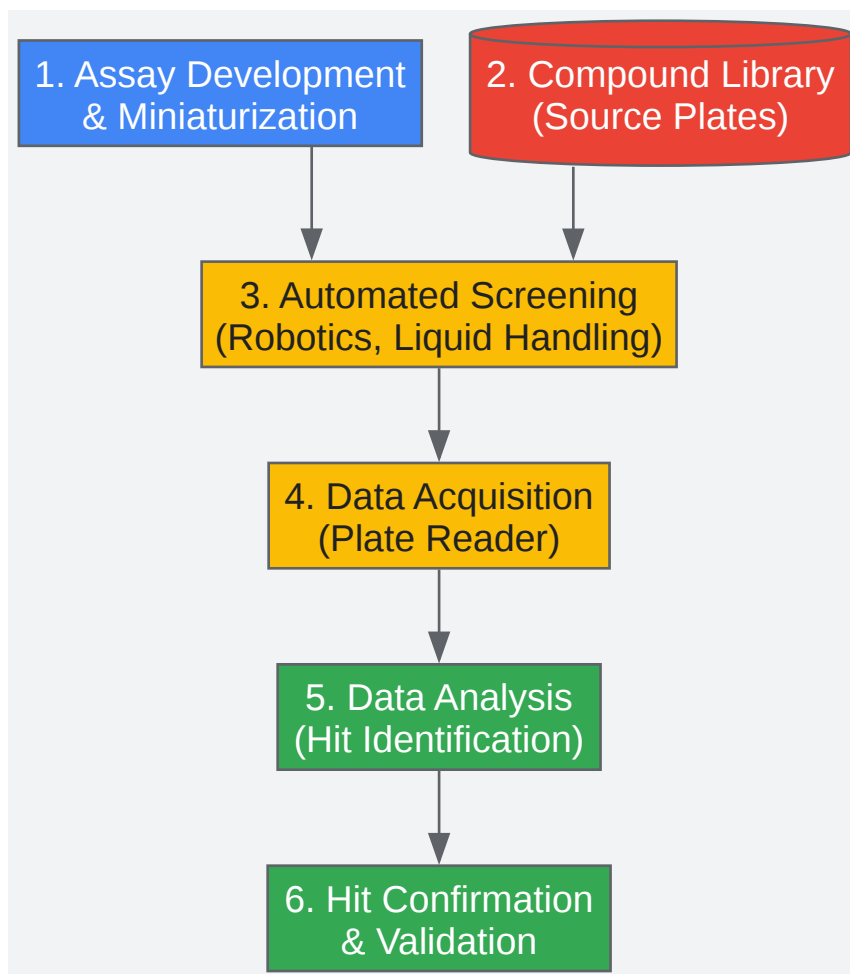 1. Assay Development
& Miniaturization
2. Compound Library
(Source Plates)
3. Automated Screening
(Robotics, Liquid Handling)
4. Data Acquisition
(Plate Reader)
5. Data Analysis
(Hit Identification)
6. Hit Confirmation
& Validation